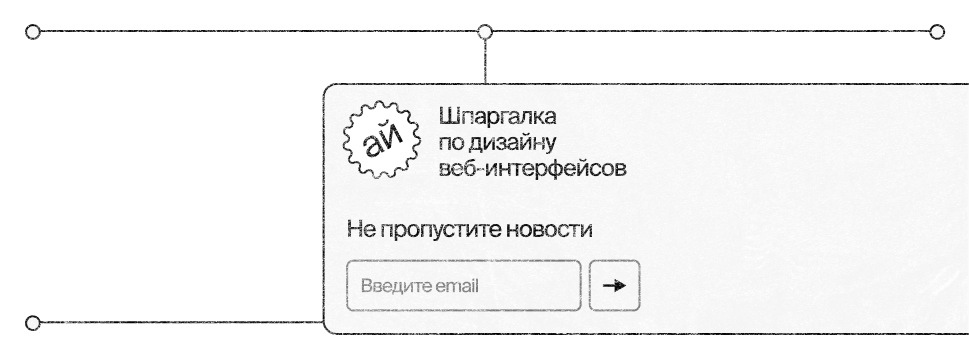 ай
Шпаргалка
по дизайну
веб-интерфейсов
Не пропустите новости
Введите email